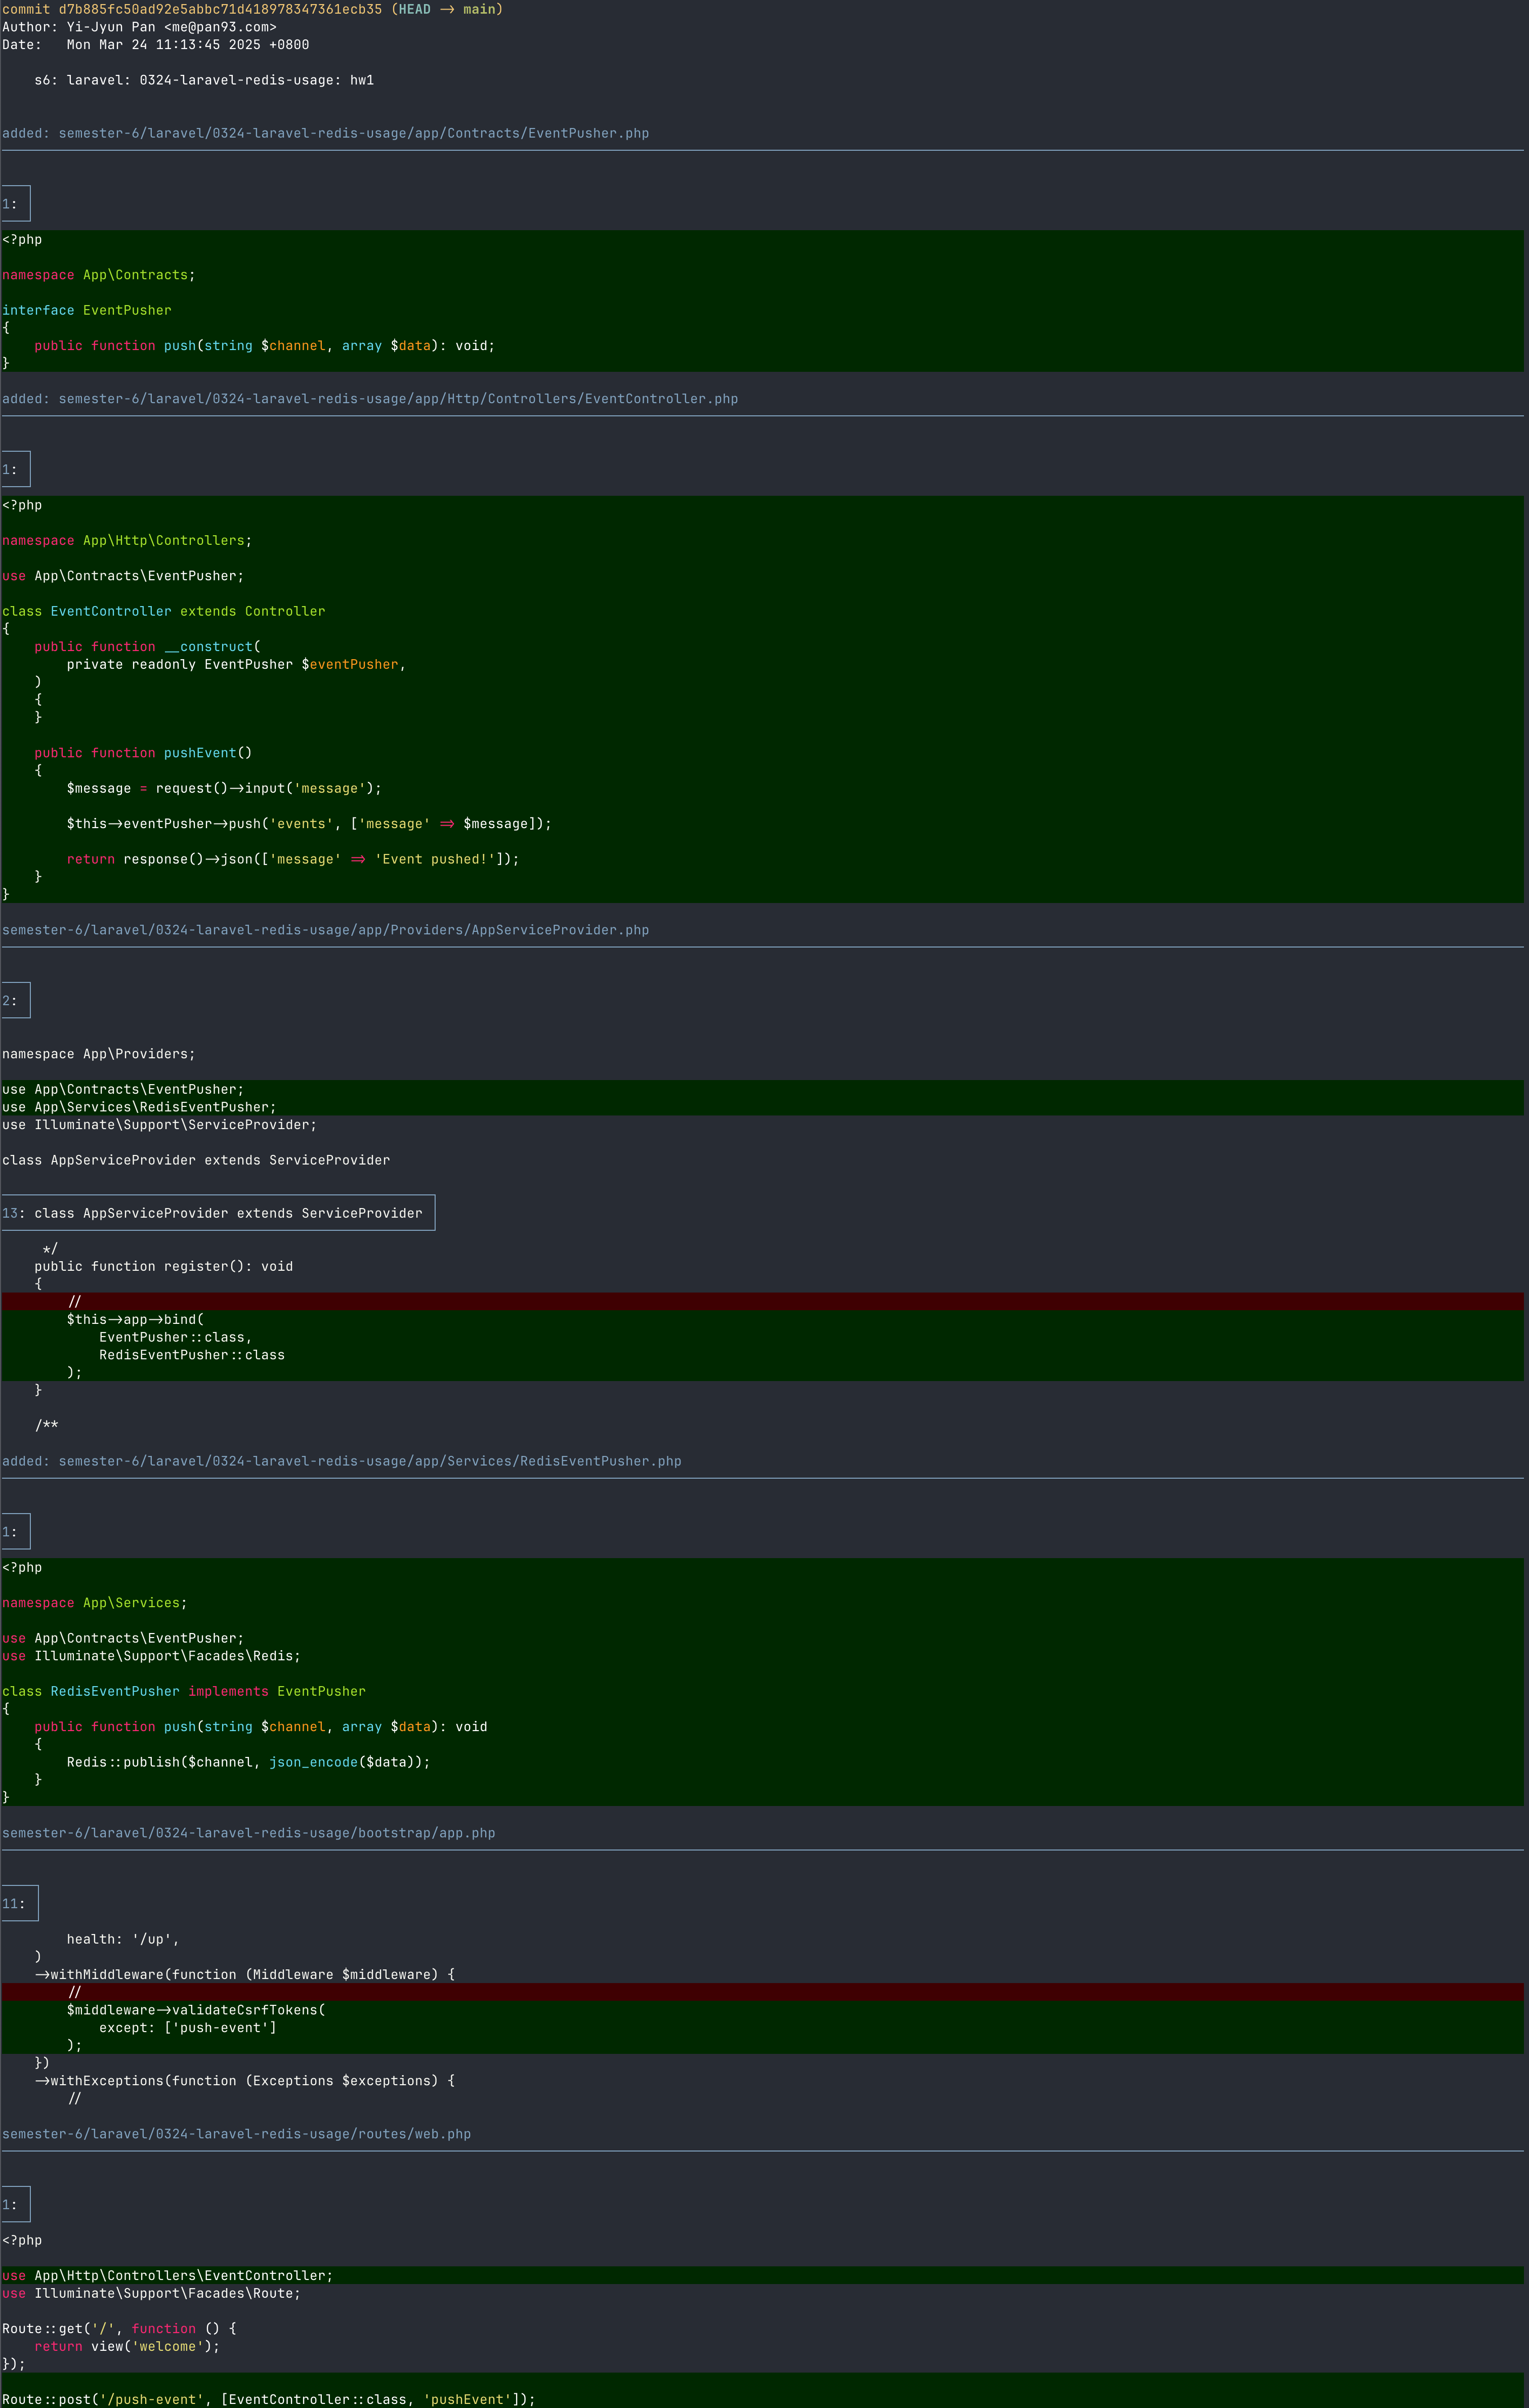 commit d7b885fc50ad92e5abbc71d418978347361ecb35 (HEAD -> main)
Author: Yi-Jyun Pan <me@pan93.com>
Date:   Mon Mar 24 11:13:45 2025 +0800
    s6: laravel: 0324-laravel-redis-usage: hw1
added: semester-6/laravel/0324-laravel-redis-usage/app/Contracts/EventPusher.php
1:
<?php
namespace App\Contracts;
interface EventPusher
{
    public function push(string $channel, array $data): void;
}
added: semester-6/laravel/0324-laravel-redis-usage/app/Http/Controllers/EventController.php
1:
<?php
namespace App\Http\Controllers;
use App\Contracts\EventPusher;
class EventController extends Controller
{
    public function __construct(
        private readonly EventPusher $eventPusher,
    )
    {
    }
    public function pushEvent()
    {
        $message = request()->input('message');
        $this->eventPusher->push('events', ['message' => $message]);
        return response()->json(['message' => 'Event pushed!']);
    }
}
semester-6/laravel/0324-laravel-redis-usage/app/Providers/AppServiceProvider.php
2:
namespace App\Providers;
use App\Contracts\EventPusher;
use App\Services\RedisEventPusher;
use Illuminate\Support\ServiceProvider;
class AppServiceProvider extends ServiceProvider
13: class AppServiceProvider extends ServiceProvider
     */
    public function register(): void
    {
        //
        $this->app->bind(
            EventPusher::class,
            RedisEventPusher::class
        );
    }
    /**
added: semester-6/laravel/0324-laravel-redis-usage/app/Services/RedisEventPusher.php
1:
<?php
namespace App\Services;
use App\Contracts\EventPusher;
use Illuminate\Support\Facades\Redis;
class RedisEventPusher implements EventPusher
{
    public function push(string $channel, array $data): void
    {
        Redis::publish($channel, json_encode($data));
    }
}
semester-6/laravel/0324-laravel-redis-usage/bootstrap/app.php
11:
        health: '/up',
    )
    ->withMiddleware(function (Middleware $middleware) {
        //
        $middleware->validateCsrfTokens(
            except: ['push-event']
        );
    })
    ->withExceptions(function (Exceptions $exceptions) {
        //
semester-6/laravel/0324-laravel-redis-usage/routes/web.php
1:
<?php
use App\Http\Controllers\EventController;
use Illuminate\Support\Facades\Route;
Route::get('/', function () {
    return view('welcome');
});
Route::post('/push-event', [EventController::class, 'pushEvent']);